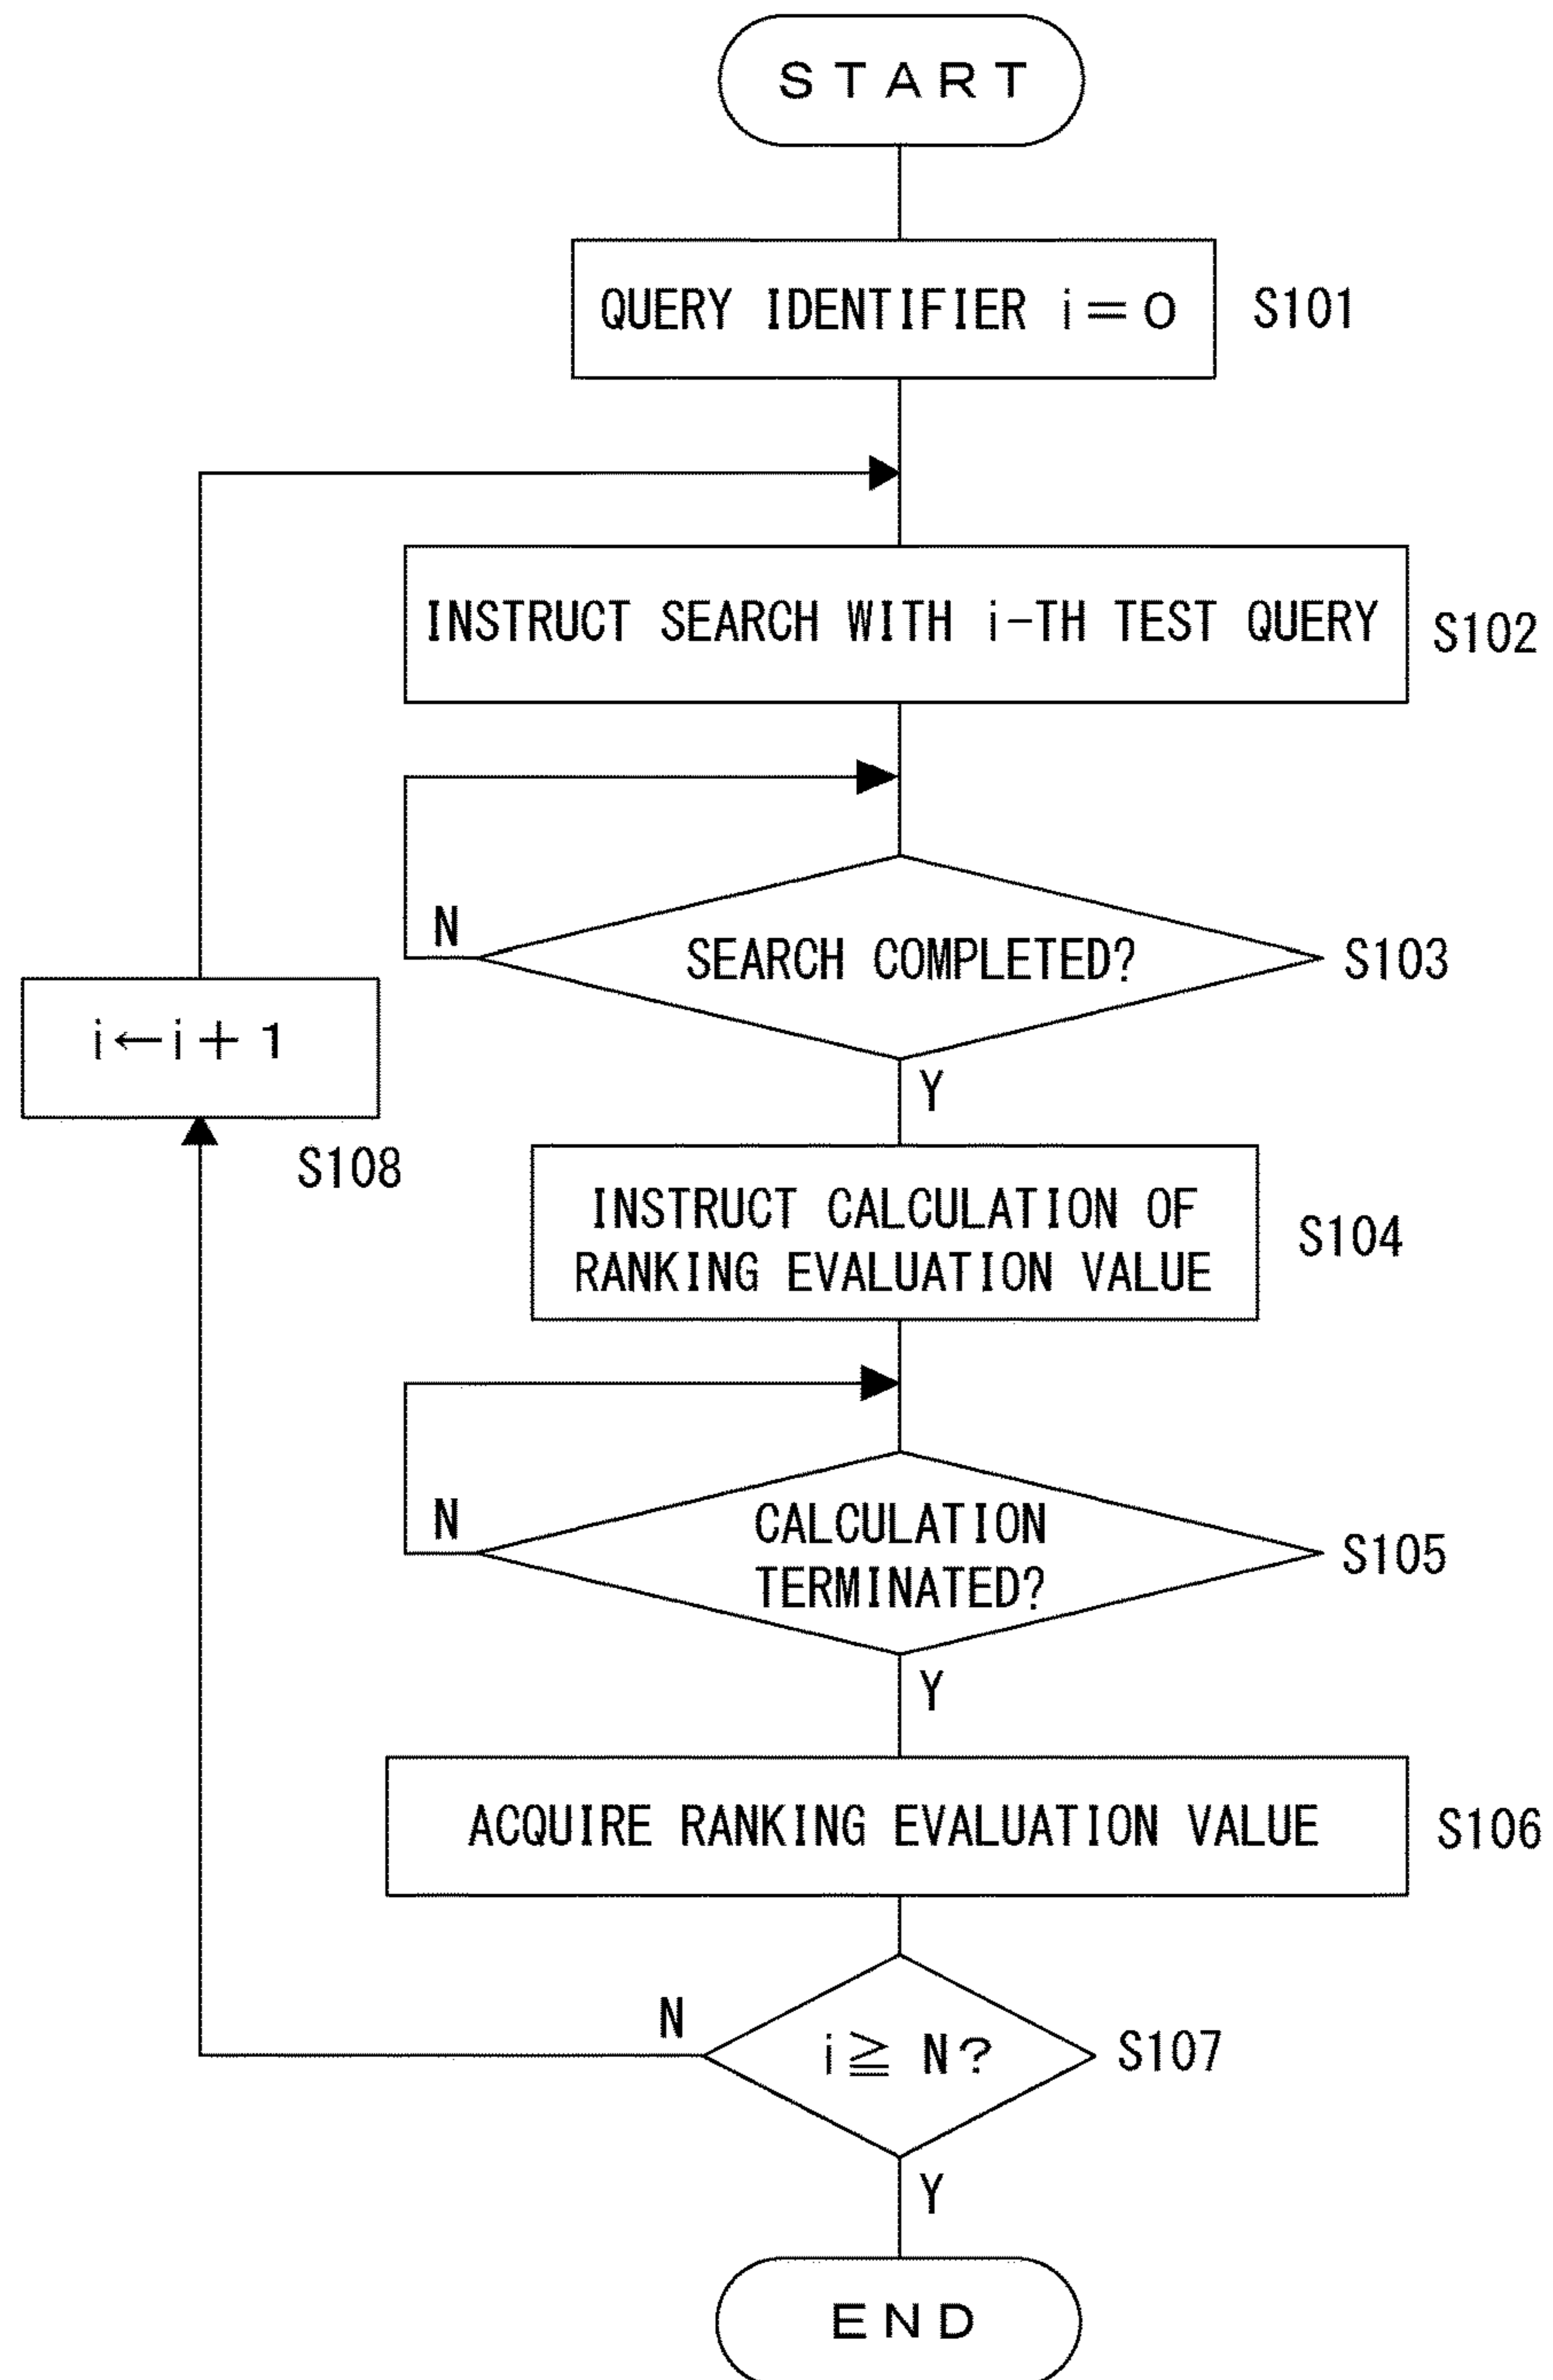 START
QUERY IDENTIFIER i=0
S101
INSTRUCT SEARCH WITH i-TH TEST QUERY
S102
N
SEARCH COMPLETED?
S103
i←i+1
Y
S108
INSTRUCT CALCULATION OF
RANKING EVALUATION VALUE
S104
N
CALCULATION
TERMINATED?
S105
Y
ACQUIRE RANKING EVALUATION VALUE
S106
N
i≧N?
S107
Y
END